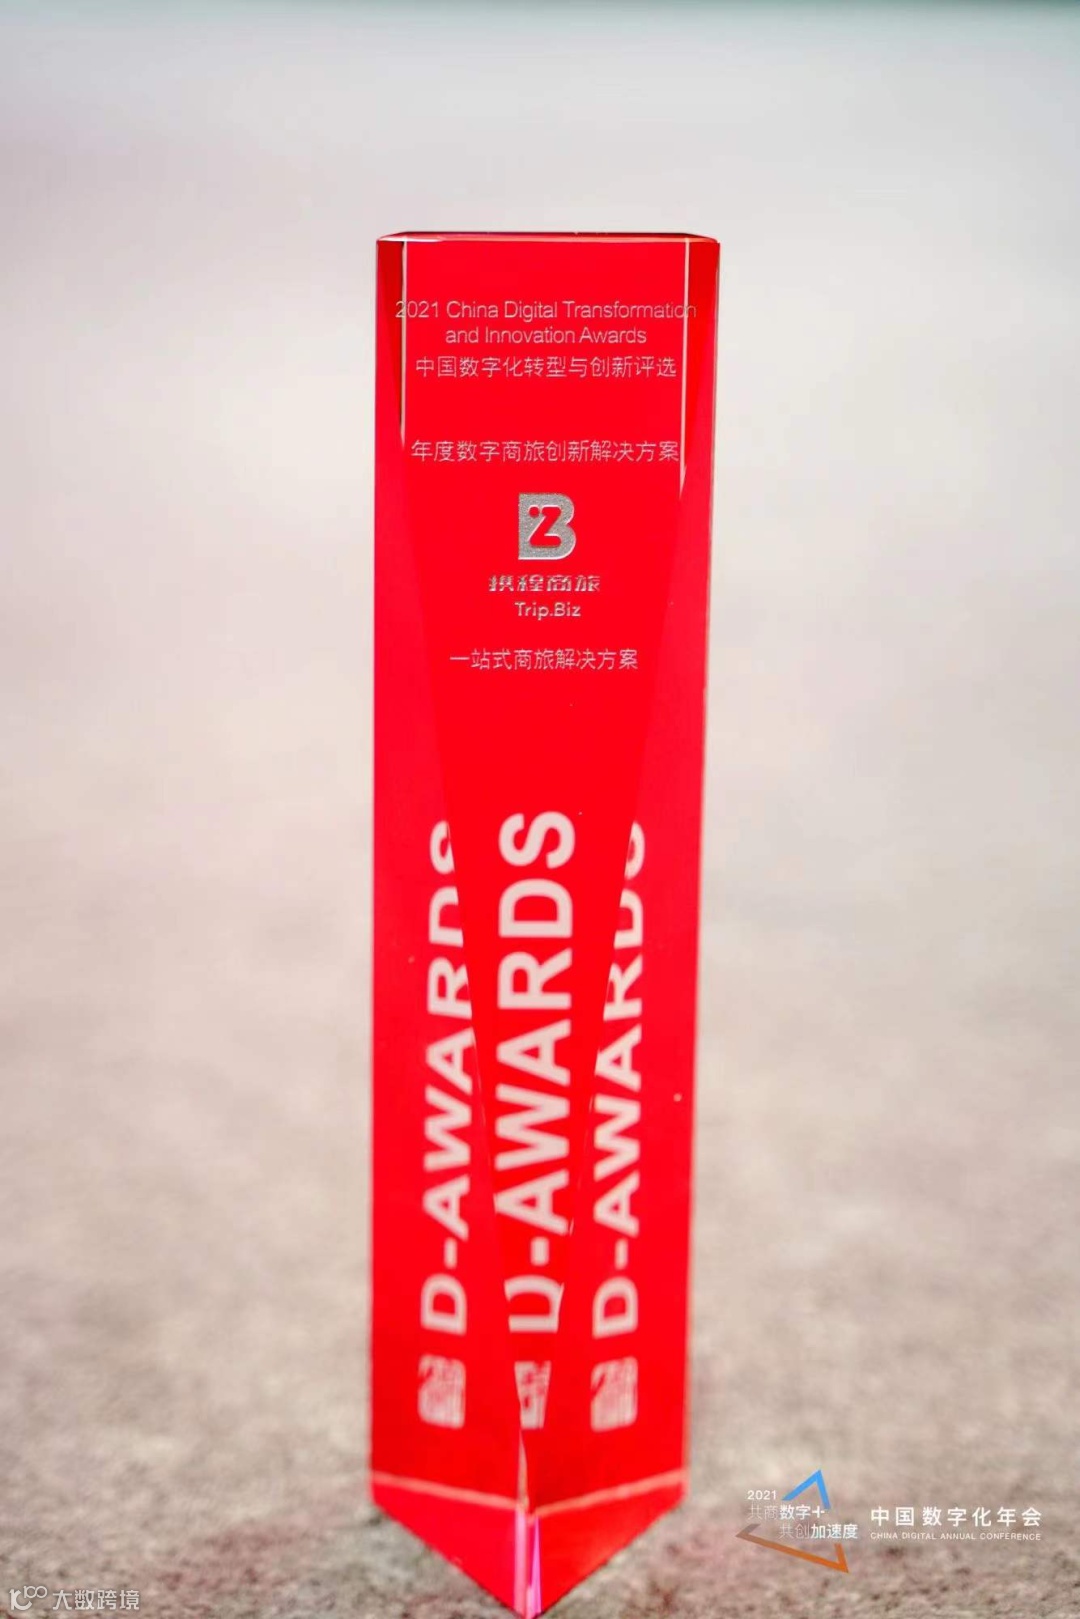 2021 China Digital Transformation
and Innovation Awards
中国数字化转型与创新评选
年度数字商旅创新解决方案
BZ
携程商旅
Trip.Biz
一站式商旅解决方案
D-AWARDS
D-AWARDS
D-AWARDS
2021
共商数字+
共创加速度
中国数字化年会
CHINA DIGITAL ANNUAL CONFERENCE
大数跨境